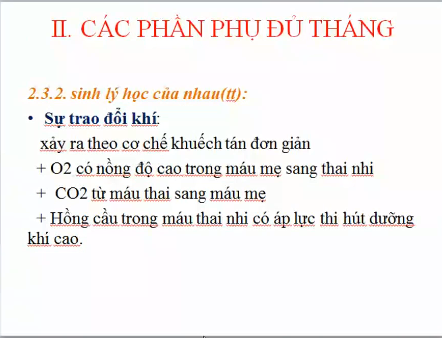 II. CÁC PHẦN PHỤ ĐỦ THÁNG
2.3.2. sinh lý học của nhau(tt):
• Sự trao đổi khí:
xảy ra theo cơ chế khuếch tán đơn giản
+ O2 có nồng độ cao trong máu mẹ sang thai nhi
+ CO2 từ máu thai sang máu mẹ
+ Hồng cầu trong máu thai nhi có áp lực thi hút dưỡng
khí cao.